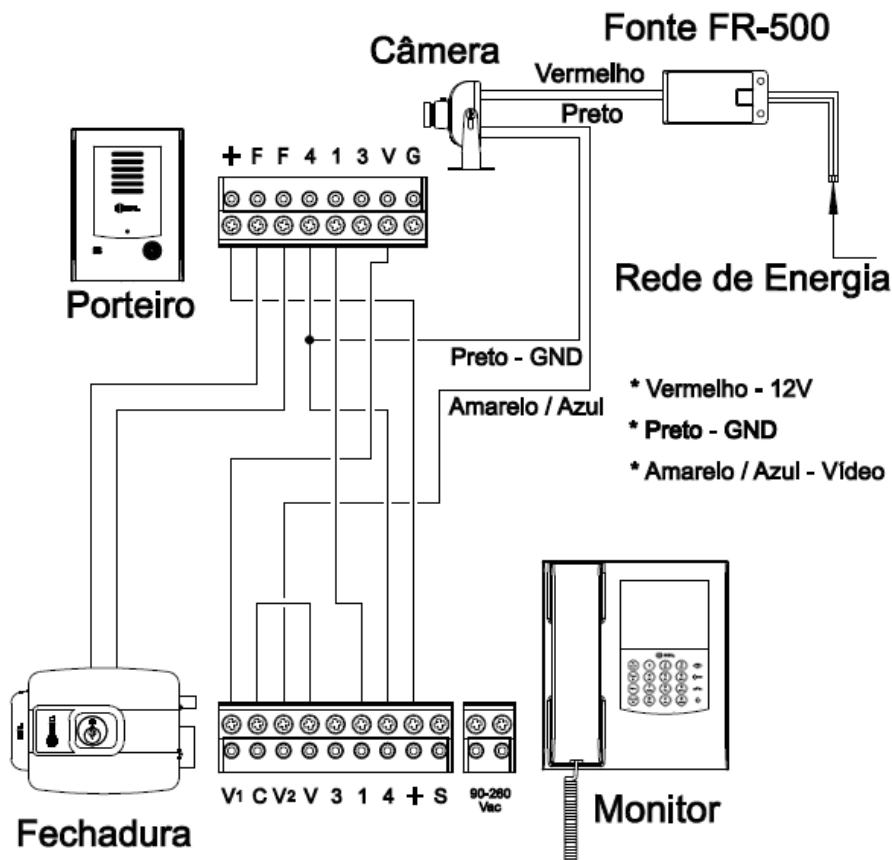 Fonte FR-500
Câmera
Vermelho
Preto
+ F F 4 1 3 V G
Porteiro
Rede de Energia
Preto - GND
Amarelo / Azul
* Vermelho - 12V
* Preto - GND
* Amarelo / Azul - Vídeo
V1 C V2 V 3 1 4 + S
90-260
Vac
Fechadura
Monitor